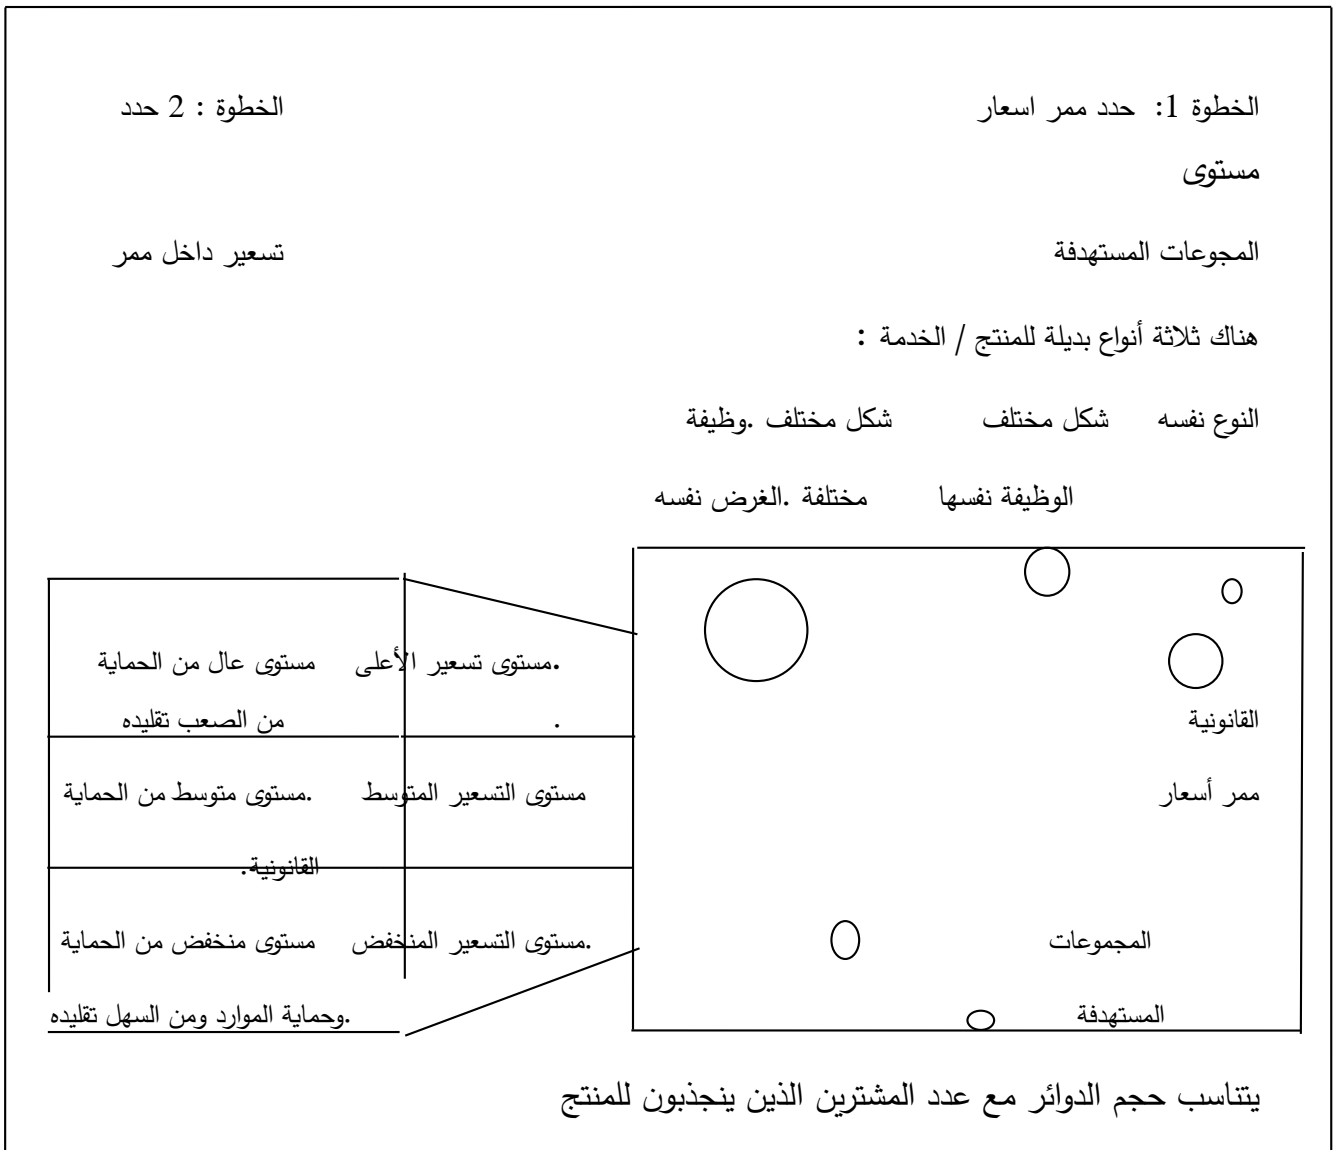 الخطوة 1: حدد ممر اسعار الخطوة : 2 حدد
مستوى
المجوعات المستهدفة تسعير داخل ممر
هناك ثلاثة أنواع بديلة للمنتج / الخدمة :
النوع نفسه شكل مختلف شكل مختلف .وظيفة
الوظيفة نفسها مختلفة .الغرض نفسه
.مستوى تسعير الأعلى مستوى عال من الحماية
القانونية . من الصعب تقليده
ممر أسعار مستوى التسعير المتوسط .مستوى متوسط من الحماية
القانونية.
المجموعات .مستوى التسعير المنخفض مستوى منخفض من الحماية
المستهدفة .وحماية الموارد ومن السهل تقليده
يتناسب حجم الدوائر مع عدد المشترين الذين ينجذبون للمنتج